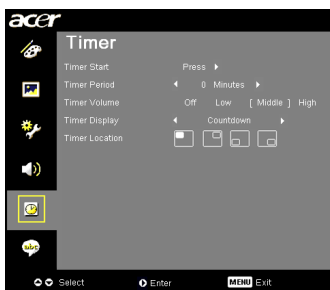 acer
Timer
Timer Start Press
Timer Period 0 Minutes
Timer Volume Off Low [ Middle ] High
Timer Display Countdown
Timer Location
abc
Select Enter MENU Exit